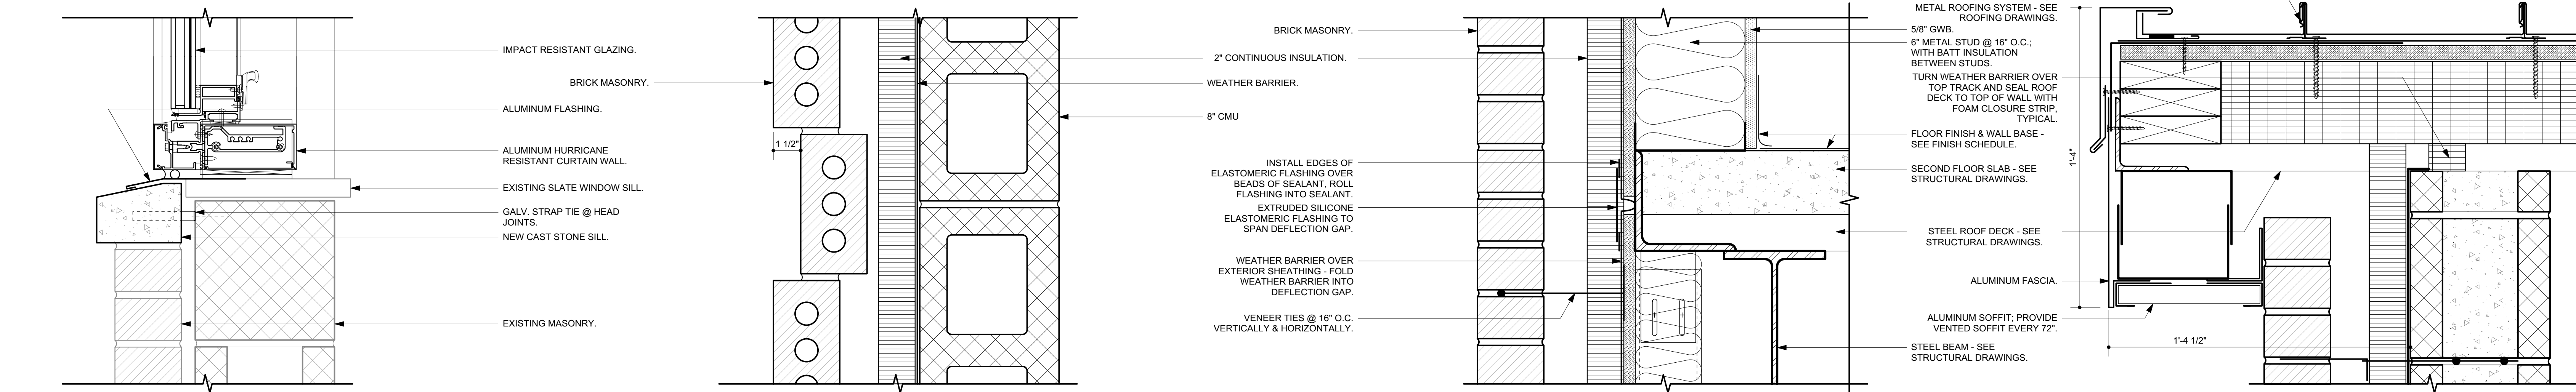 IMPACT RESISTANT GLAZING.
ALUMINUM FLASHING.
ALUMINUM HURRICANE
RESISTANT CURTAIN WALL.
EXISTING SLATE WINDOW SILL.
GALV. STRAP TIE @ HEAD
JOINTS.
NEW CAST STONE SILL.
EXISTING MASONRY.
BRICK MASONRY.
1 1/2"
2" CONTINUOUS INSULATION.
WEATHER BARRIER.
8" CMU
BRICK MASONRY.
INSTALL EDGES OF
ELASTOMERIC FLASHING OVER
BEADS OF SEALANT, ROLL
FLASHING INTO SEALANT.
EXTRUDED SILICONE
ELASTOMERIC FLASHING TO
SPAN DEFLECTION GAP.
WEATHER BARRIER OVER
EXTERIOR SHEATHING - FOLD
WEATHER BARRIER INTO
DEFLECTION GAP.
VENEER TIES @ 16" O.C.
VERTICALLY & HORIZONTALLY.
METAL ROOFING SYSTEM - SEE
ROOFING DRAWINGS.
5/8" GWB.
6" METAL STUD @ 16" O.C.;
WITH BATT INSULATION
BETWEEN STUDS.
TURN WEATHER BARRIER OVER
TOP TRACK AND SEAL ROOF
DECK TO TOP OF WALL WITH
FOAM CLOSURE STRIP,
TYPICAL.
FLOOR FINISH & WALL BASE -
SEE FINISH SCHEDULE.
SECOND FLOOR SLAB - SEE
STRUCTURAL DRAWINGS.
STEEL ROOF DECK - SEE
STRUCTURAL DRAWINGS.
ALUMINUM FASCIA.
ALUMINUM SOFFIT; PROVIDE
VENTED SOFFIT EVERY 72".
STEEL BEAM - SEE
STRUCTURAL DRAWINGS.
1'-4"
1'-4 1/2"